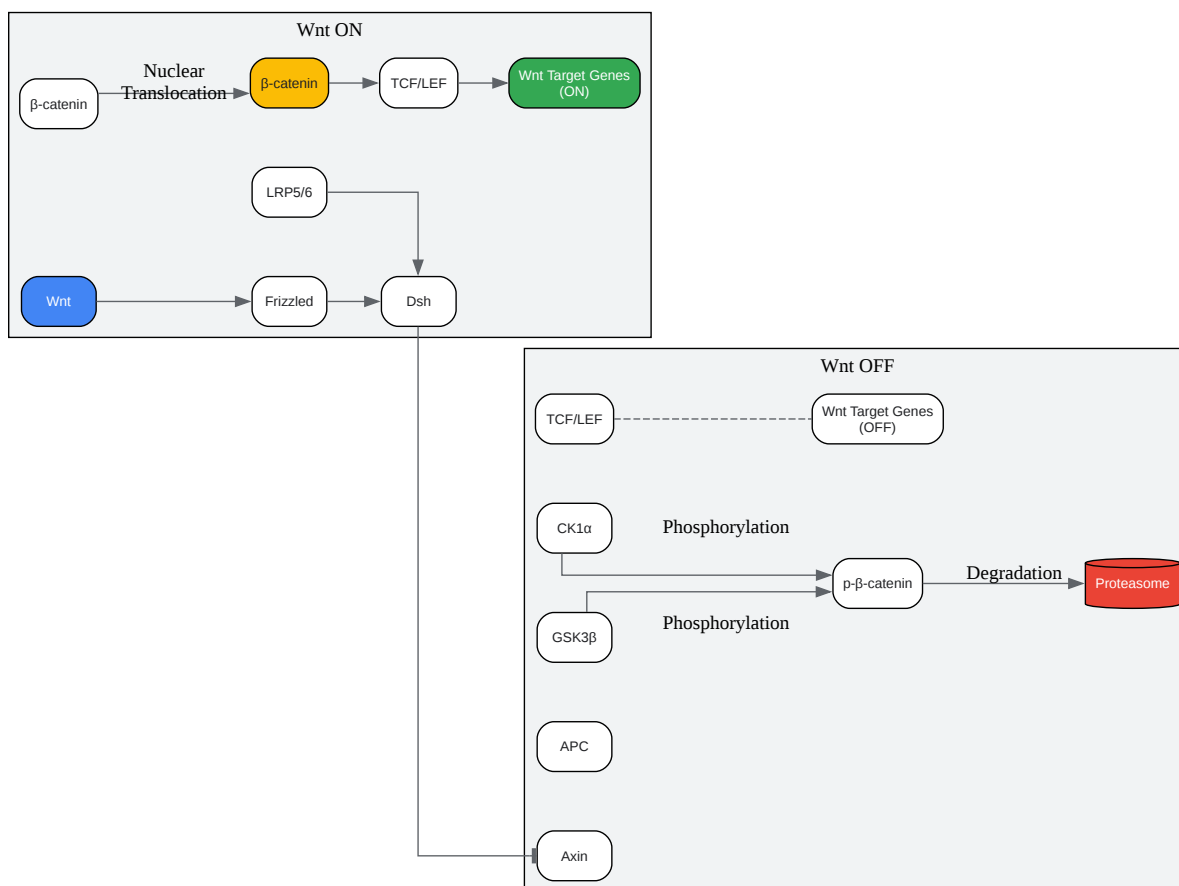 Wnt ON
Nuclear
Translocation
β-catenin
β-catenin
TCF/LEF
Wnt Target Genes
(ON)
LRP5/6
Wnt
Frizzled
Dsh
Wnt OFF
TCF/LEF
Wnt Target Genes
(OFF)
CK1α
Phosphorylation
p-β-catenin
Degradation
Proteasome
GSK3β
Phosphorylation
APC
Axin